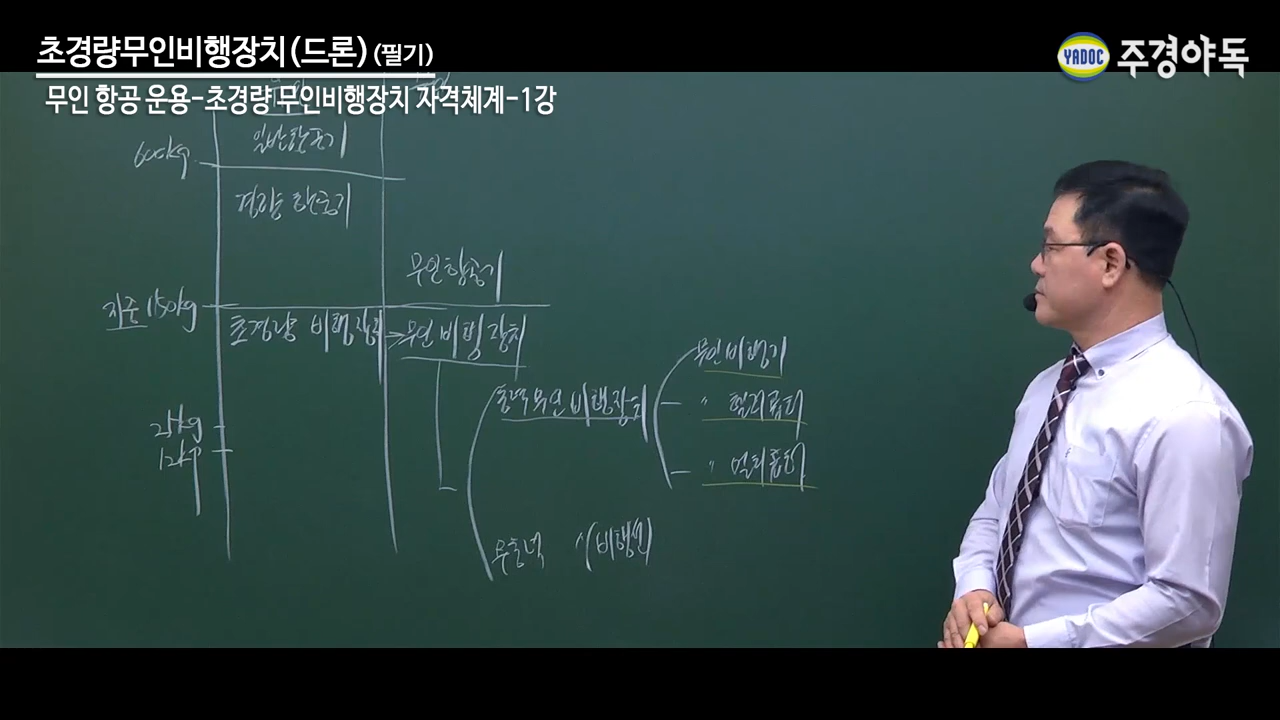 초경량무인비행장치(드론)(필기)
YADOC 주경야독
무인 항공 운용-초경량 무인비행장치 자격체계-1강
일반항공기
600kg
경량 항공기
무인항공기
자중 150kg
초경량 비행장치
무인 비행장치
무인비행기
동력무인비행장치
" 헬리콥터
25kg
12kg
" 멀티콥터
무동력 (비행선)